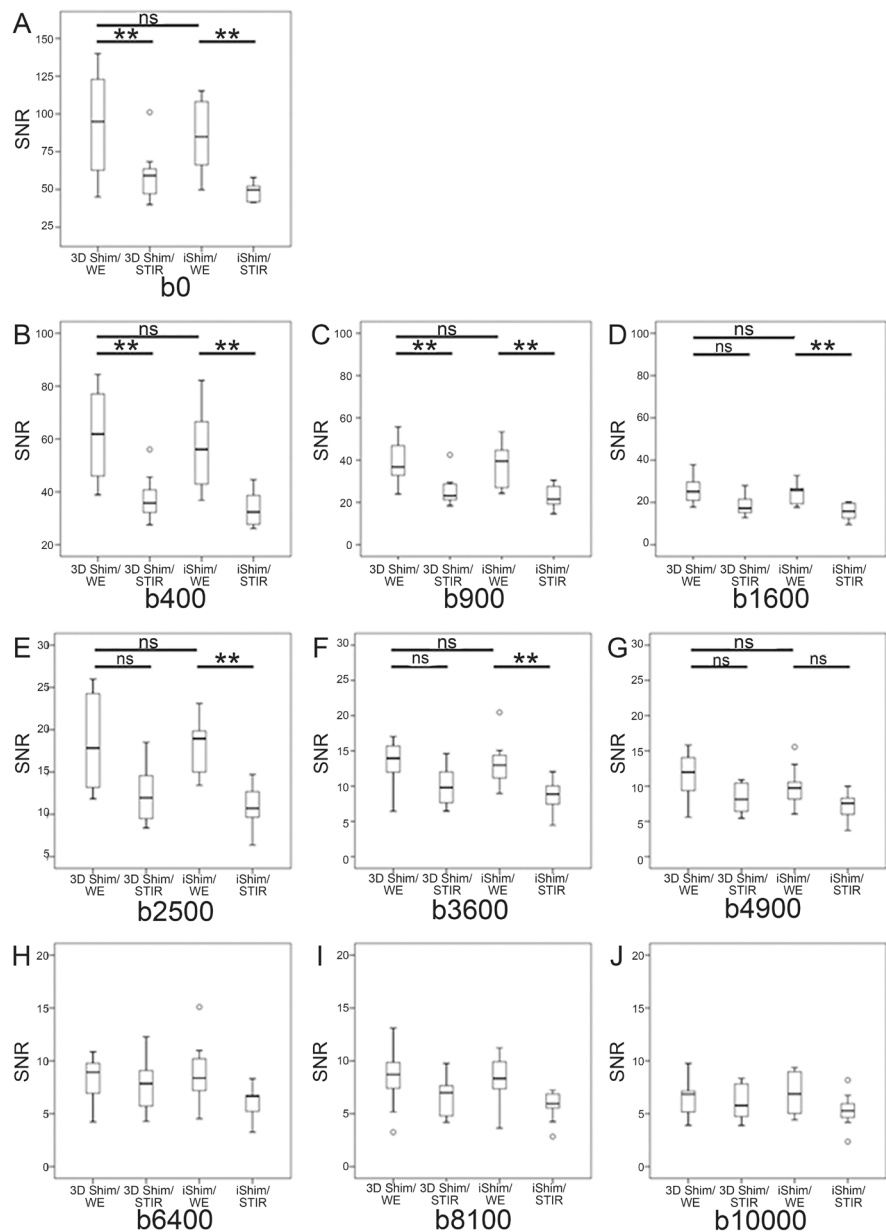 A
ns
** **
SNR
150
125
100
75
50
25
3D Shim/ 3D Shim/ iShim/ iShim/
WE STIR WE STIR
b0
B
ns
** **
SNR
100
80
60
40
20
3D Shim/ 3D Shim/ iShim/ iShim/
WE STIR WE STIR
b400
C
ns
** **
SNR
100
80
60
40
20
0
3D Shim/ 3D Shim/ iShim/ iShim/
WE STIR WE STIR
b900
D
ns
ns **
SNR
100
80
60
40
20
0
3D Shim/ 3D Shim/ iShim/ iShim/
WE STIR WE STIR
b1600
E
ns
ns **
SNR
30
25
20
15
10
5
3D Shim/ 3D Shim/ iShim/ iShim/
WE STIR WE STIR
b2500
F
ns
ns **
SNR
30
25
20
15
10
5
0
3D Shim/ 3D Shim/ iShim/ iShim/
WE STIR WE STIR
b3600
G
ns
ns ns
SNR
30
25
20
15
10
5
0
3D Shim/ 3D Shim/ iShim/ iShim/
WE STIR WE STIR
b4900
H
SNR
20
15
10
5
0
3D Shim/ 3D Shim/ iShim/ iShim/
WE STIR WE STIR
b6400
I
SNR
20
15
10
5
0
3D Shim/ 3D Shim/ iShim/ iShim/
WE STIR WE STIR
b8100
J
SNR
20
15
10
5
0
3D Shim/ 3D Shim/ iShim/ iShim/
WE STIR WE STIR
b10000